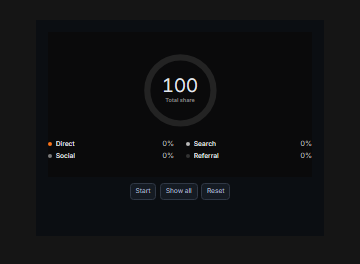 100
Total share
Direct 0% Search 0%
Social 0% Referral 0%
Start Show all Reset